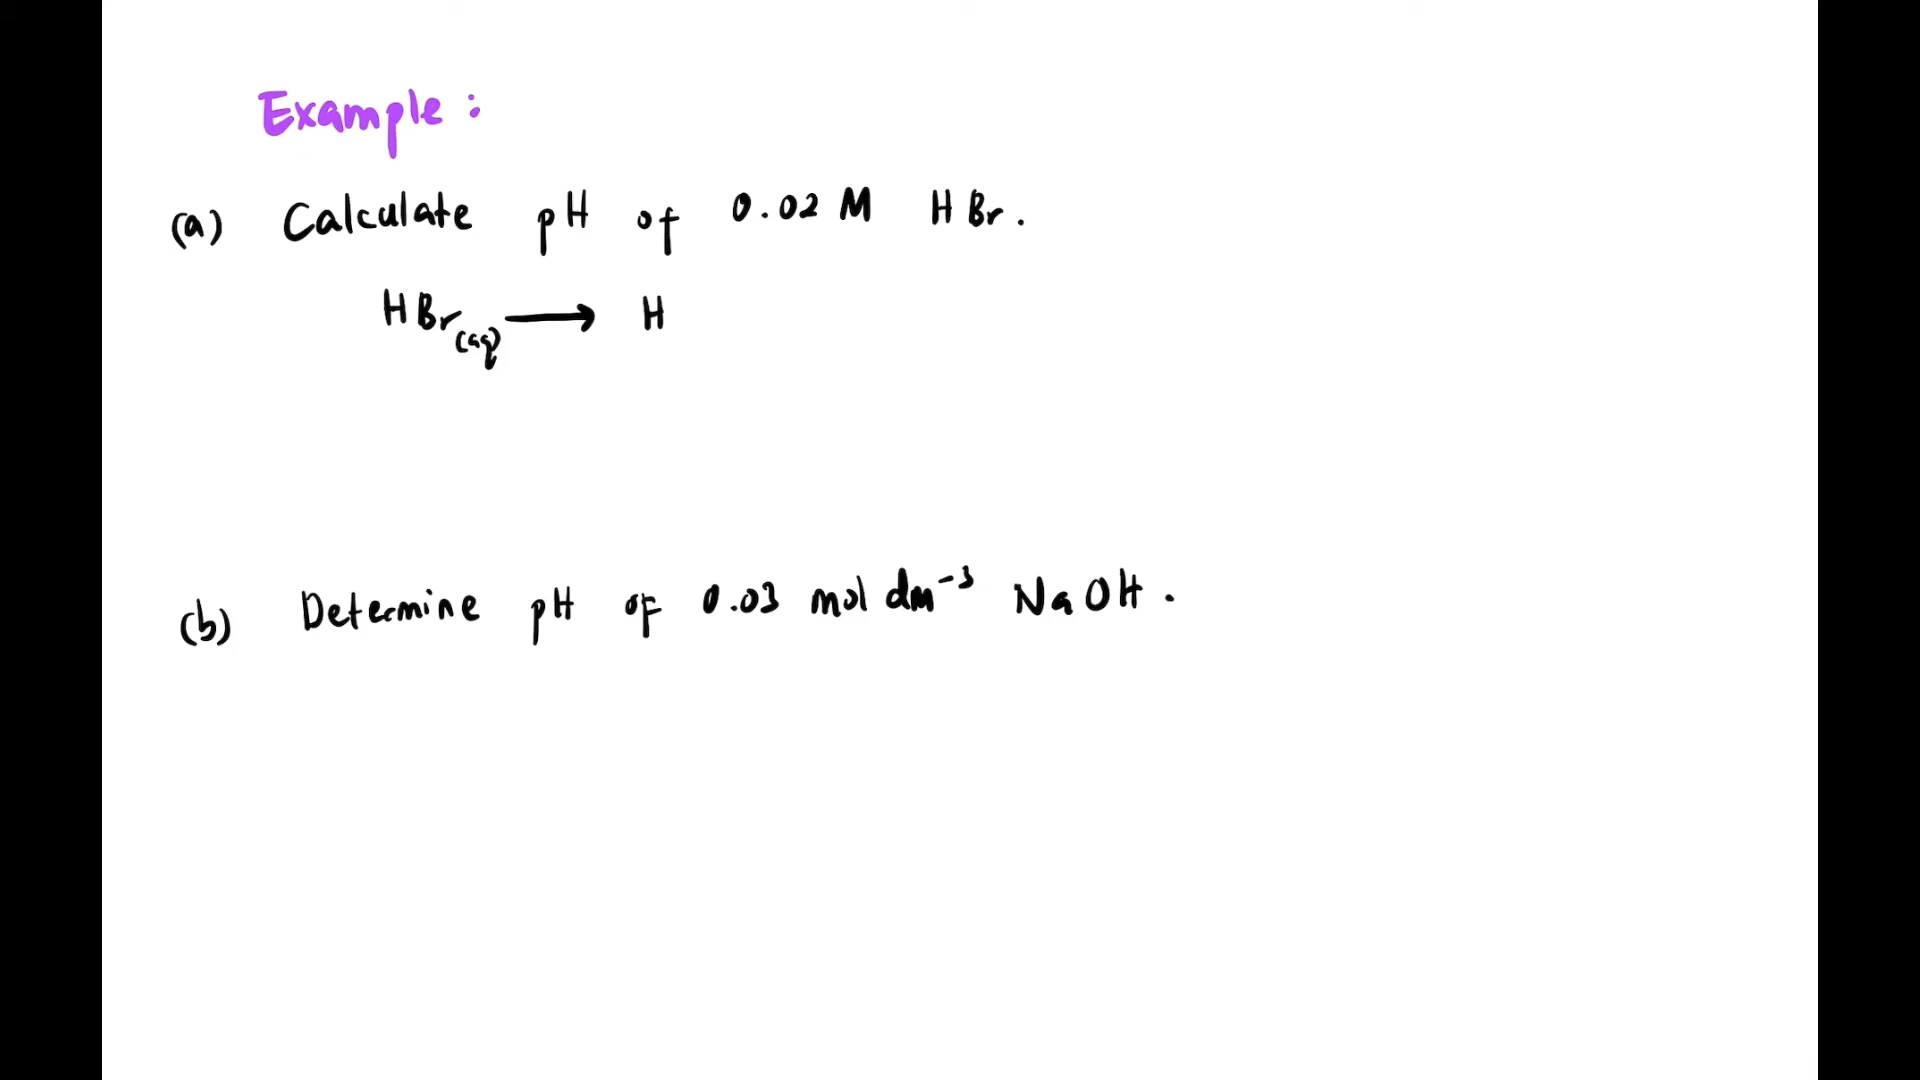 Example :
(a) Calculate pH of 0.02 M HBr.
HBr(aq) ⟶ H
(b) Determine pH of 0.03 mol dm⁻³ NaOH.